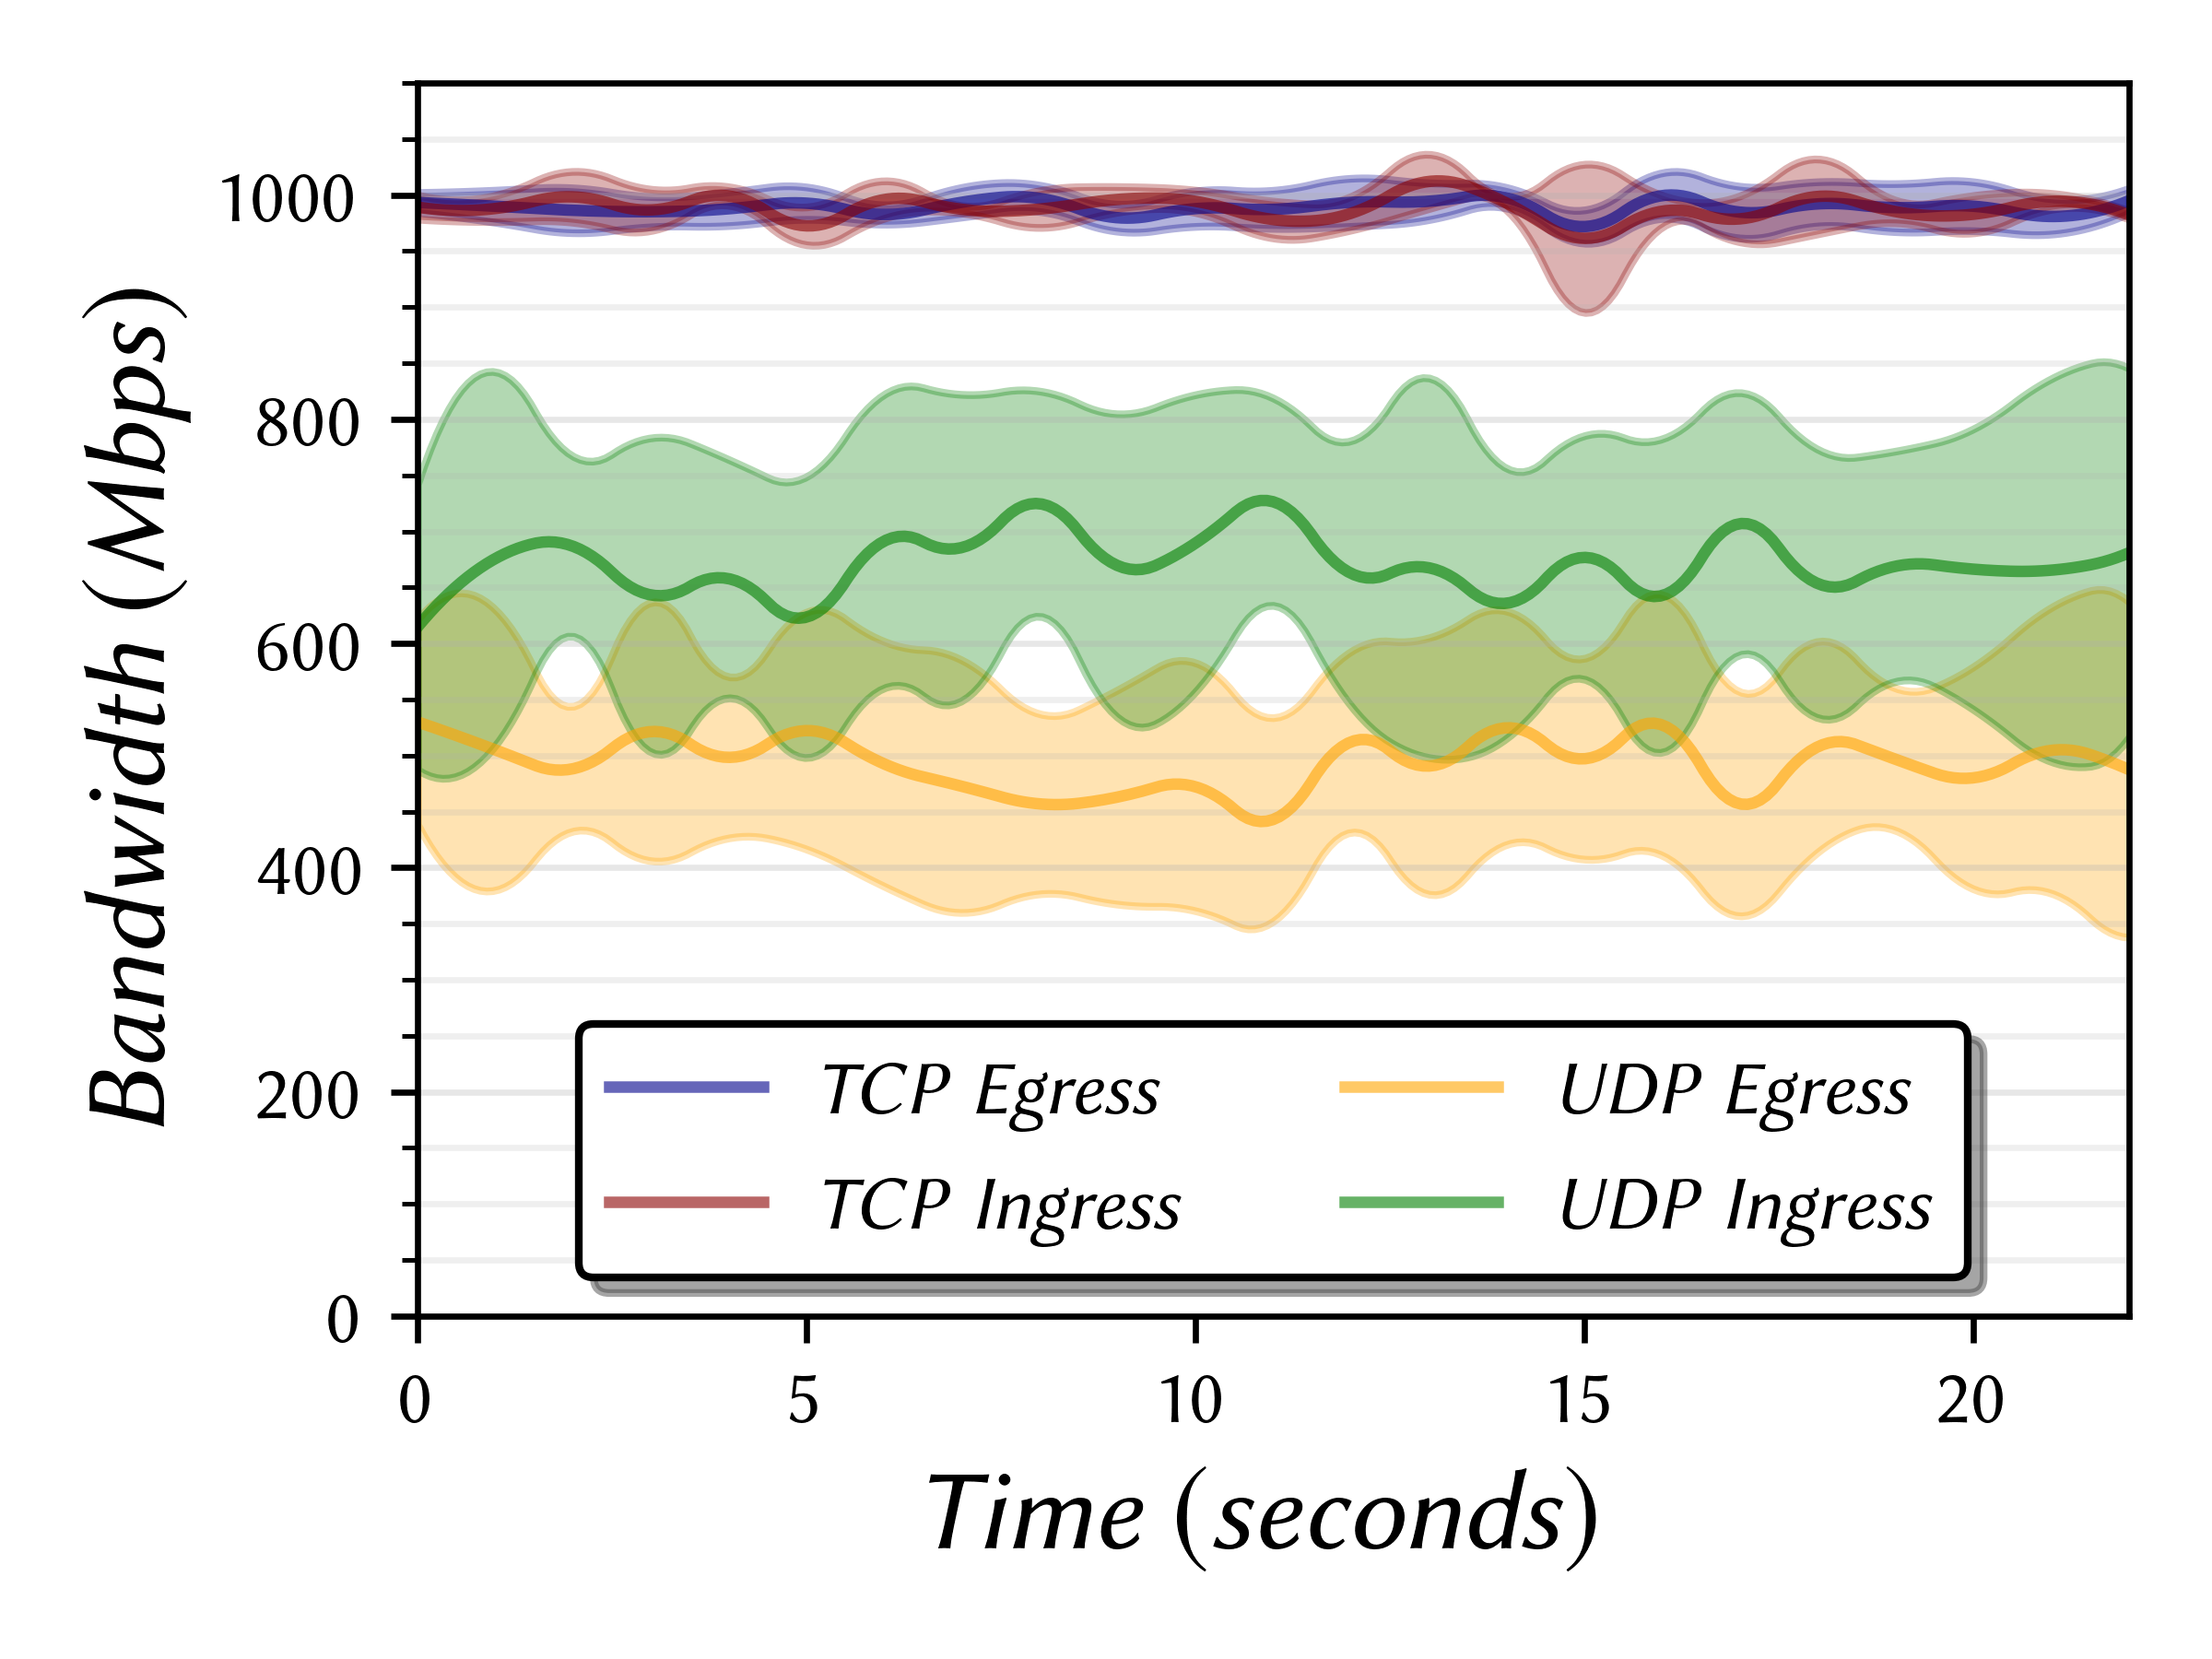 Bandwidth (Mbps)
1000
800
600
400
200
0
TCP Egress
TCP Ingress
UDP Egress
UDP Ingress
0 5 10 15 20
Time (seconds)